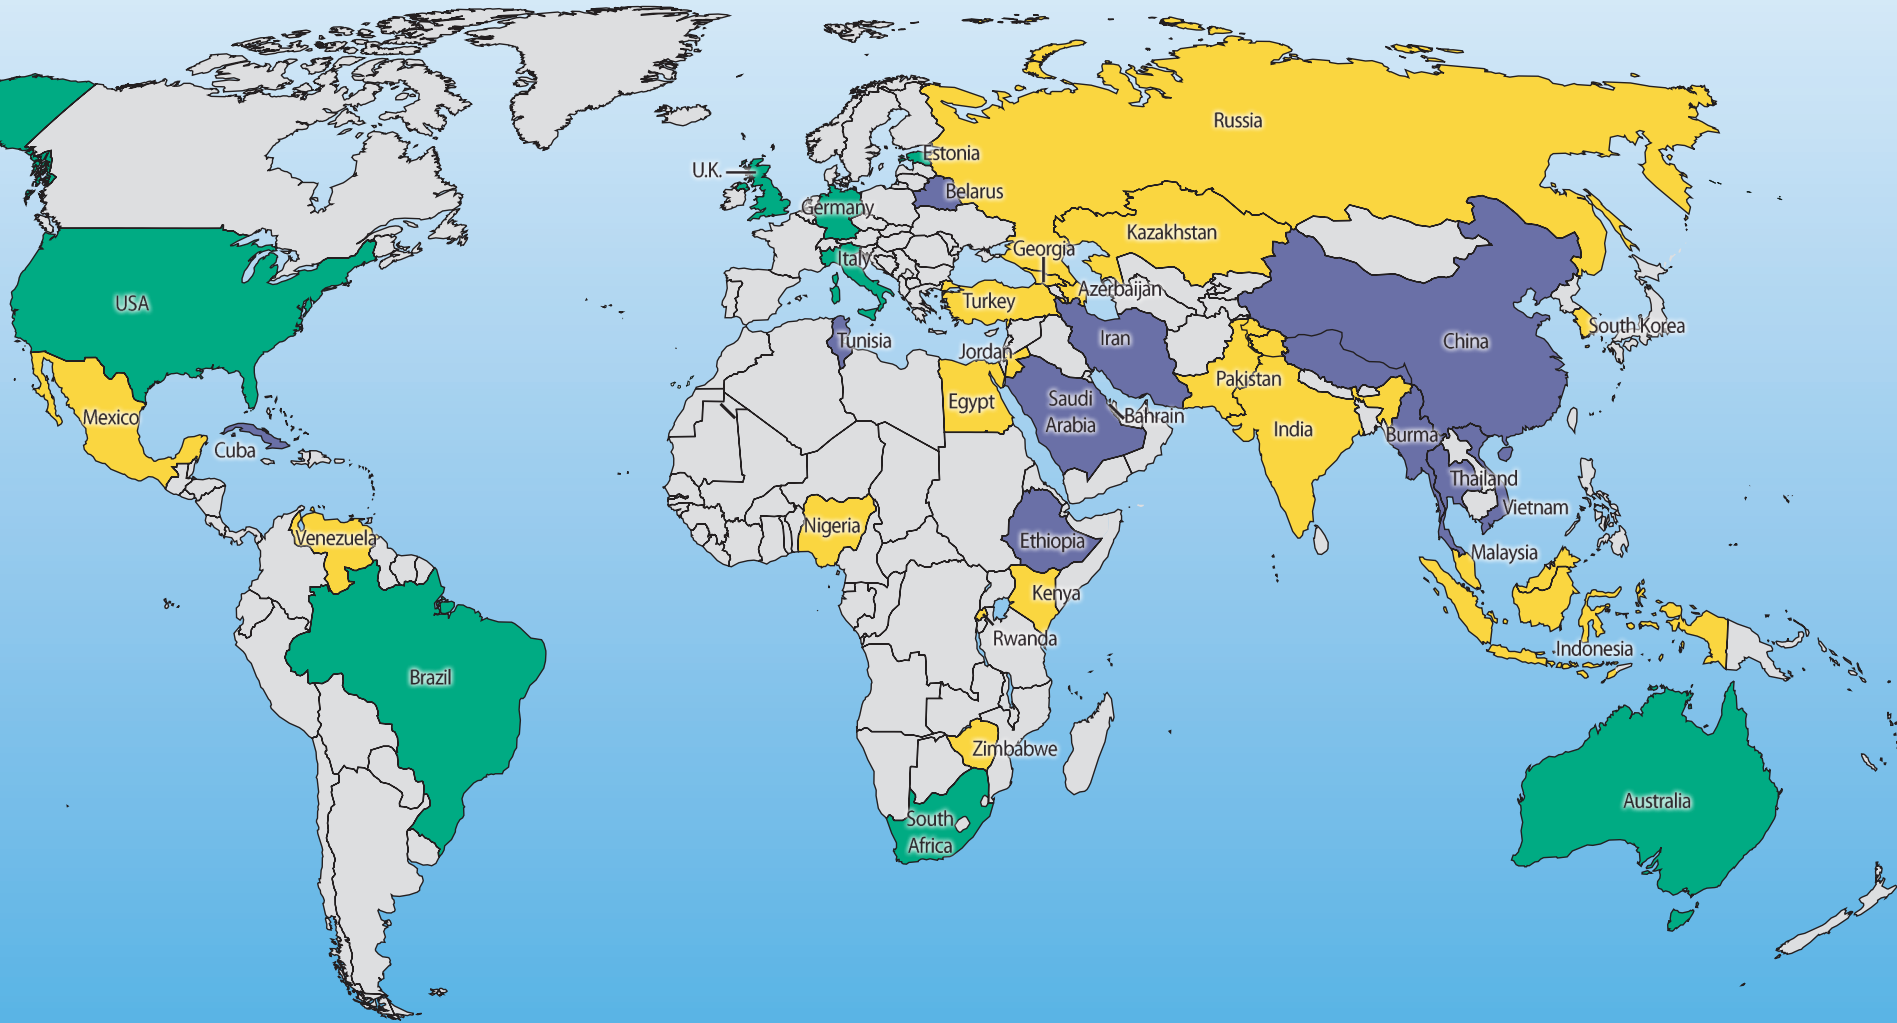 Russia
Estonia
U.K.
Belarus
Germany
Kazakhstan
Georgia
Italy
Azerbaijan
USA
Turkey
South Korea
Iran
China
Tunisia
Jordan
Pakistan
Saudi
Arabia
Egypt
Bahrain
Mexico
India
Burma
Cuba
Thailand
Vietnam
Nigeria
Venezuela
Ethiopia
Malaysia
Kenya
Rwanda
Indonesia
Brazil
Zimbabwe
Australia
South
Africa